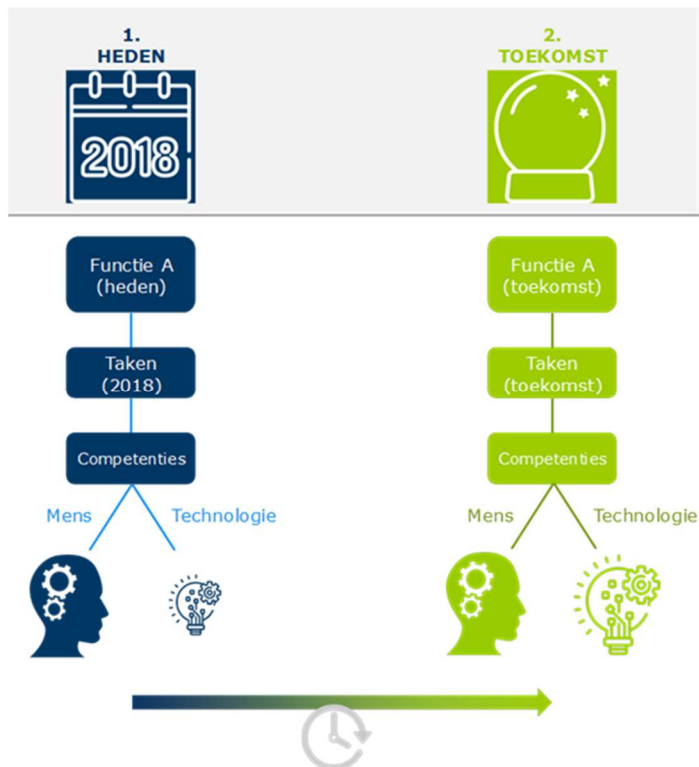 1.
HEDEN
2018
2.
TOEKOMST
Functie A
(heden)
Taken
(2018)
Competenties
Mens
Technologie
Functie A
(toekomst)
Taken
(toekomst)
Competenties
Mens
Technologie